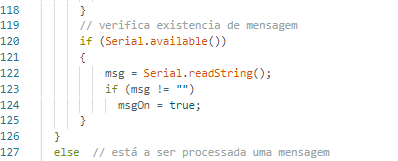 118 }
119 // verifica existencia de mensagem
120 if (Serial.available())
121 {
122 msg = Serial.readString();
123 if (msg != "")
124 msgOn = true;
125 }
126 }
127 else // está a ser processada uma mensagem